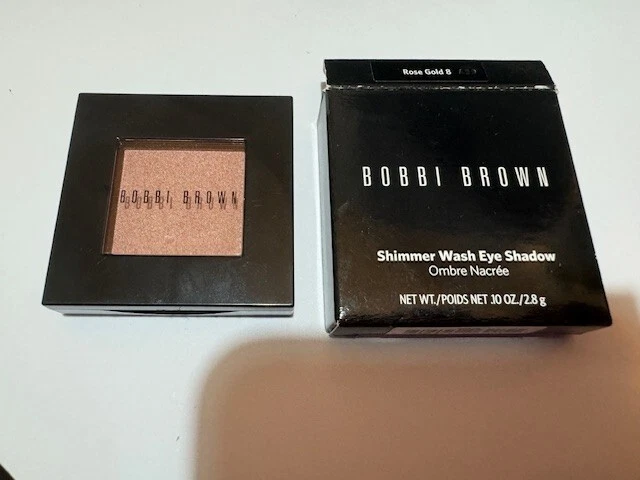 BOBBI BROWN
Rose Gold 8
BOBBI BROWN
Shimmer Wash Eye Shadow
Ombre Nacrée
NET WT./POIDS NET .10 OZ./2.8 g